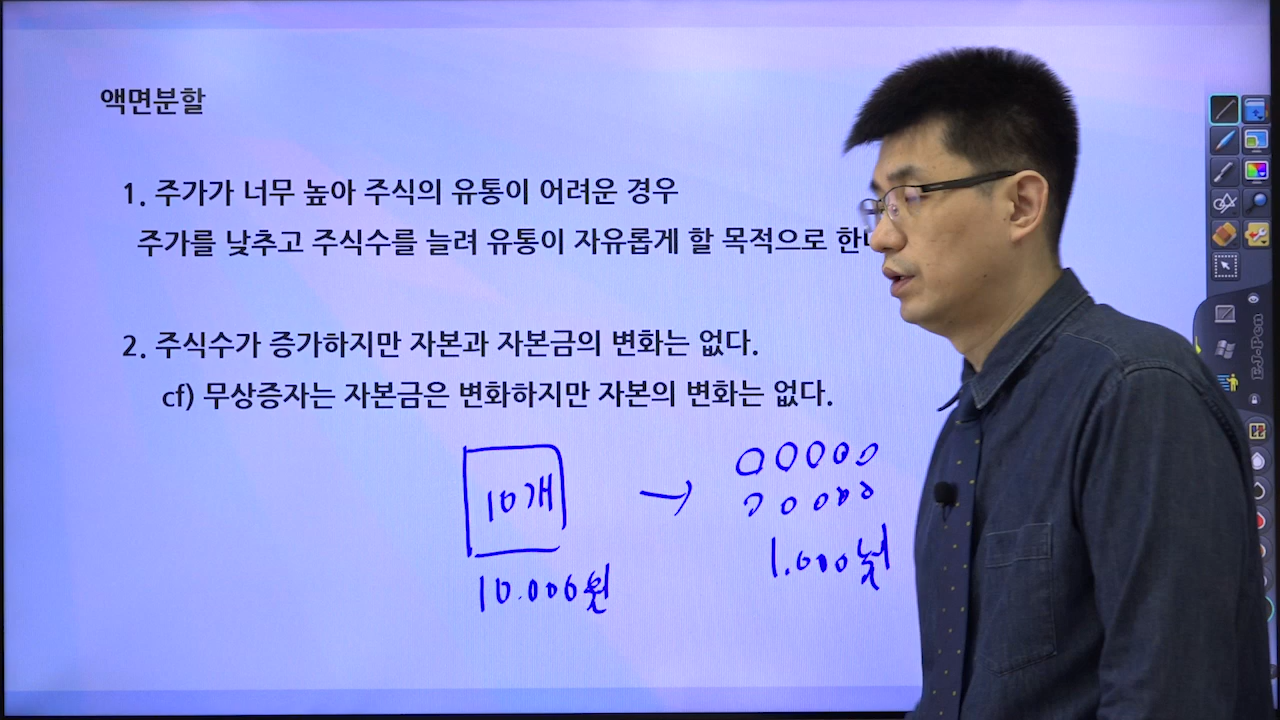 액면분할
1. 주가가 너무 높아 주식의 유통이 어려운 경우
주가를 낮추고 주식수를 늘려 유통이 자유롭게 할 목적으로
2. 주식수가 증가하지만 자본과 자본금의 변화는 없다.
cf) 무상증자는 자본금은 변화하지만 자본의 변화는 없다.
10개
10.000원
1.000원
EJ-Pen